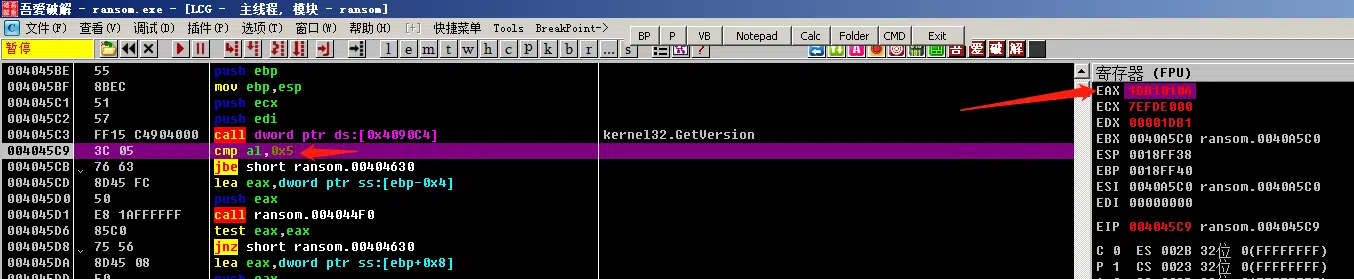 吾爱破解 - ransom.exe - [LCG - 主线程, 模块 - ransom]
C 文件(F) 查看(V) 调试(D) 插件(P) 选项(T) 窗口(W) 帮助(H) [+] 快捷菜单 Tools BreakPoint->
BP P VB Notepad Calc Folder CMD Exit
暂停 l e m t w h c P k b r ... s ? 吾 爱 破 解
004045BE 55 push ebp
004045BF 8BEC mov ebp,esp
004045C1 51 push ecx
004045C2 57 push edi
004045C3 FF15 C4904000 call dword ptr ds:[0x4090C4] kernel32.GetVersion
004045C9 3C 05 cmp al,0x5
004045CB 76 63 jbe short ransom.00404630
004045CD 8D45 FC lea eax,dword ptr ss:[ebp-0x4]
004045D0 50 push eax
004045D1 E8 1AFFFFFF call ransom.004044F0
004045D6 85C0 test eax,eax
004045D8 75 56 jnz short ransom.00404630
004045DA 8D45 08 lea eax,dword ptr ss:[ebp+0x8]
寄存器 (FPU)
EAX 1DB10106
ECX 7EFDE000
EDX 00001DB1
EBX 0040A5C0 ransom.0040A5C0
ESP 0018FF38
EBP 0018FF40
ESI 0040A5C0 ransom.0040A5C0
EDI 00000000
EIP 004045C9 ransom.004045C9
C 0 ES 002B 32位 0(FFFFFFFF)
P 1 CS 0023 32位 0(FFFFFFFF)